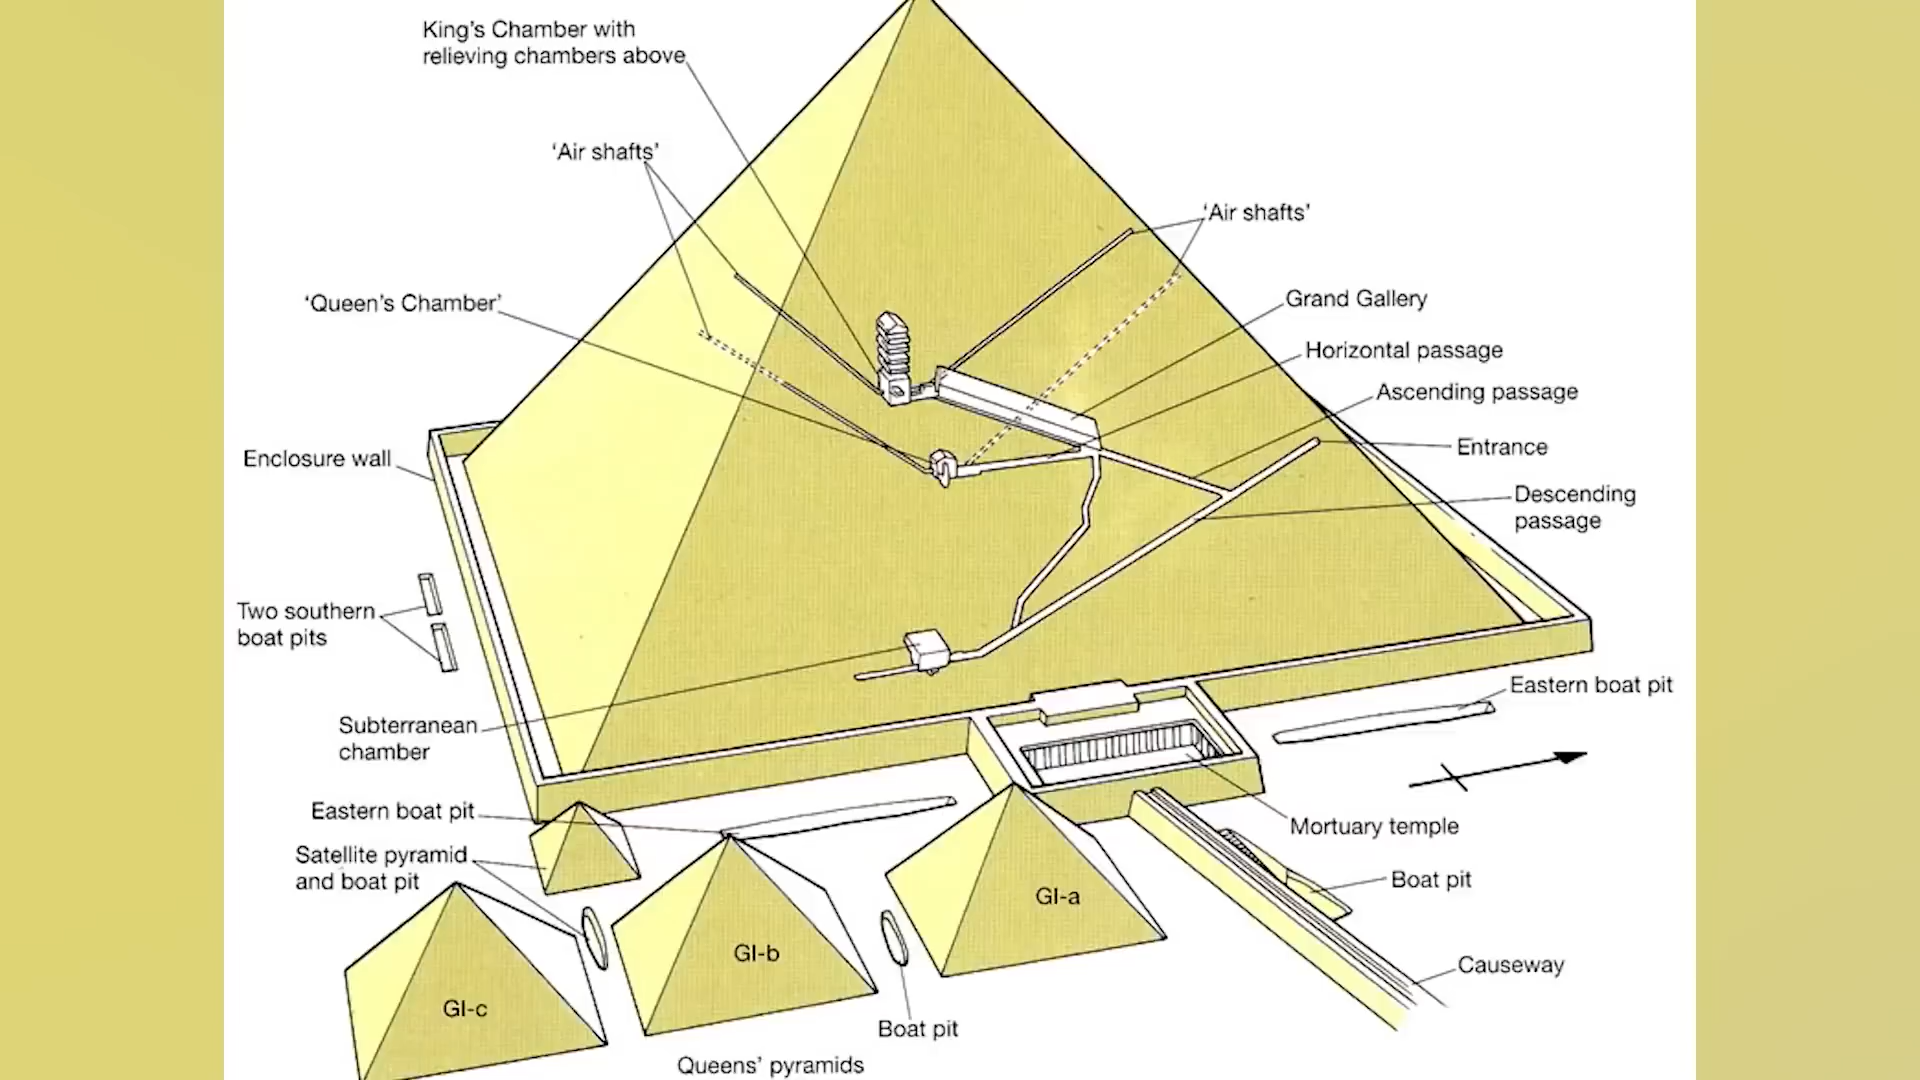 King's Chamber with
relieving chambers above
'Air shafts'
'Air shafts'
'Queen's Chamber'
Grand Gallery
Horizontal passage
Ascending passage
Entrance
Enclosure wall
Descending
passage
Two southern
boat pits
Eastern boat pit
Subterranean
chamber
Eastern boat pit
Mortuary temple
Satellite pyramid
and boat pit
Boat pit
GI-a
GI-b
Causeway
GI-c
Boat pit
Queens' pyramids